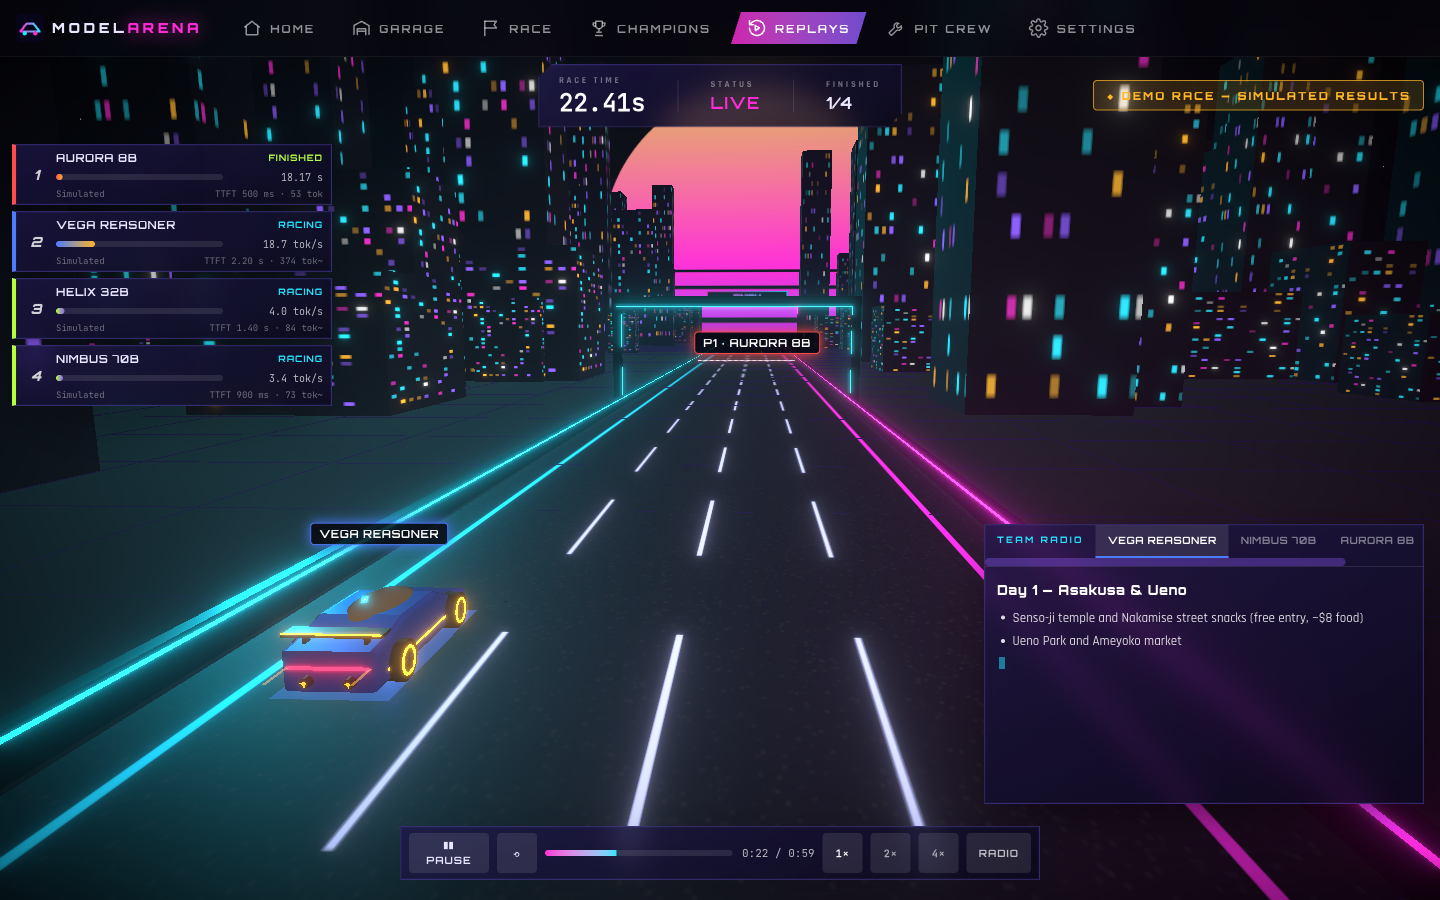 MODELARENA
HOME
GARAGE
RACE
CHAMPIONS
REPLAYS
PIT CREW
SETTINGS
RACE TIME
22.41s
STATUS
LIVE
FINISHED
1/4
DEMO RACE — SIMULATED RESULTS
1
AURORA 8B
FINISHED
18.17 s
Simulated
TTFT 500 ms · 53 tok
2
VEGA REASONER
RACING
18.7 tok/s
Simulated
TTFT 2.20 s · 374 tok~
3
HELIX 32B
RACING
4.0 tok/s
Simulated
TTFT 1.40 s · 84 tok~
4
NIMBUS 70B
RACING
3.4 tok/s
Simulated
TTFT 900 ms · 73 tok~
P1 · AURORA 8B
VEGA REASONER
TEAM RADIO
VEGA REASONER
NIMBUS 70B
AURORA 8B
Day 1 — Asakusa & Ueno
• Senso-ji temple and Nakamise street snacks (free entry, ~$8 food)
• Ueno Park and Ameyoko market
PAUSE
0:22 / 0:59
1×
2×
4×
RADIO